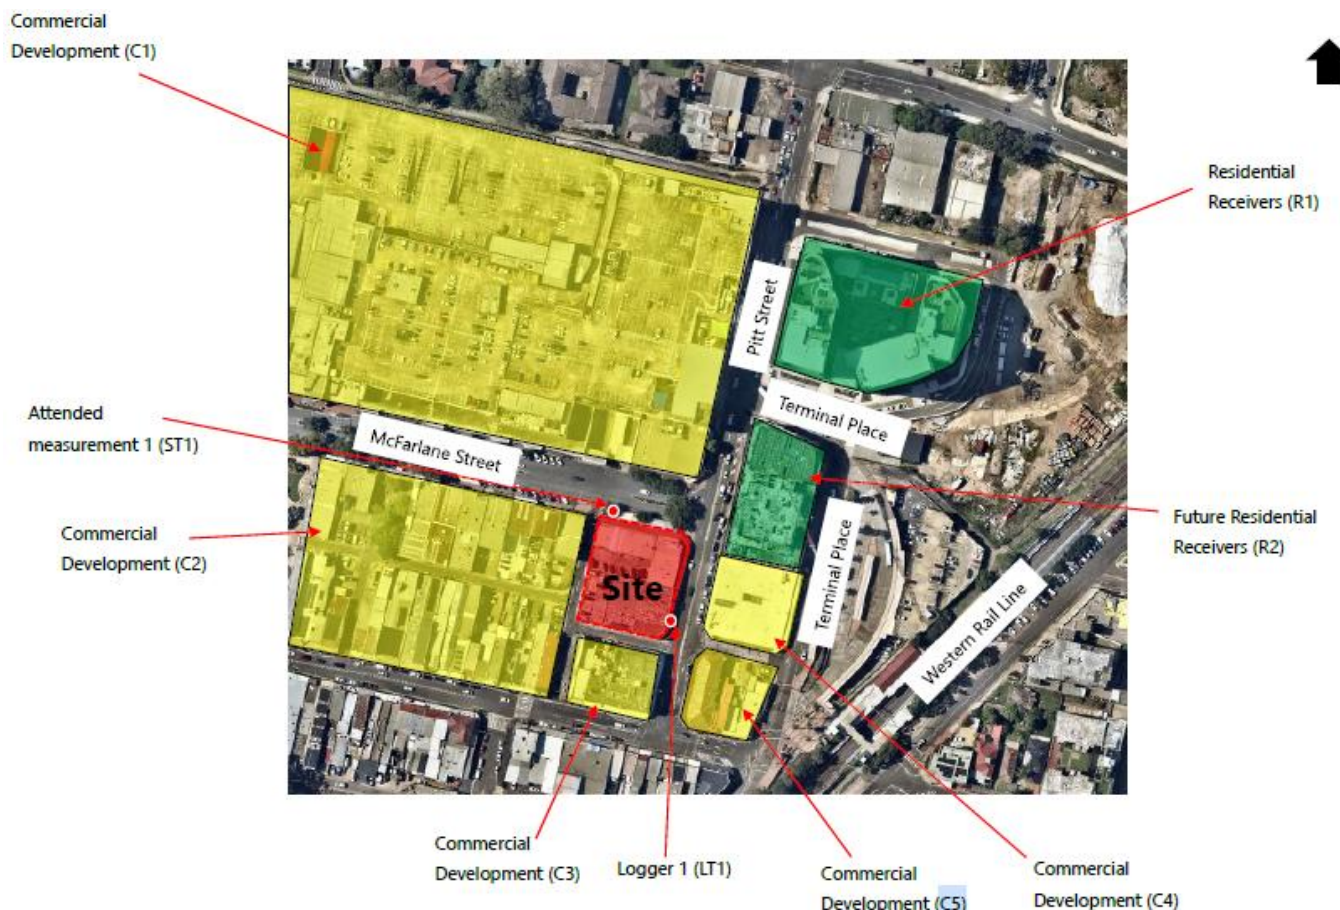 Commercial
Development (C1)
Residential
Receivers (R1)
Pitt Street
Attended
measurement 1 (ST1)
Terminal Place
McFarlane Street
Commercial
Development (C2)
Future Residential
Receivers (R2)
Site
Terminal Place
Western Rail Line
Commercial
Development (C3)
Logger 1 (LT1)
Commercial
Development (C5)
Commercial
Development (C4)